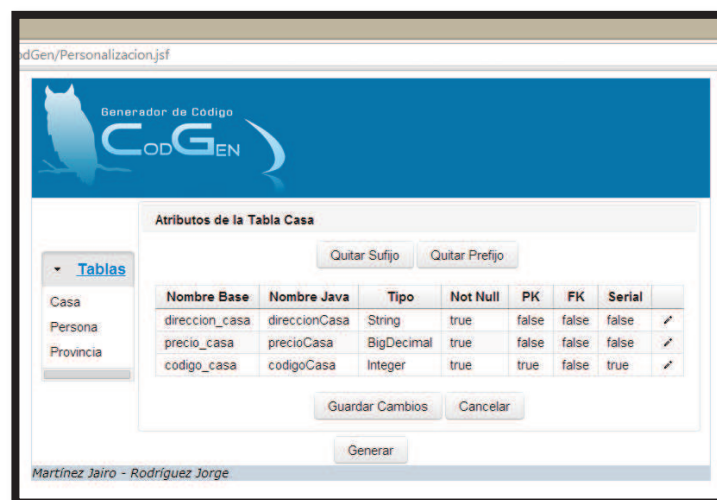 odGen/Personalizacion.jsf
Generador de Código
CODGEN
Atributos de la Tabla Casa
Quitar Sufijo Quitar Prefijo
Tablas
Casa
Persona
Provincia
Nombre Base Nombre Java Tipo Not Null PK FK Serial
direccion_casa direccionCasa String true false false false
precio_casa precioCasa BigDecimal true false false false
codigo_casa codigoCasa Integer true true false true
Guardar Cambios Cancelar
Generar
Martínez Jairo - Rodríguez Jorge